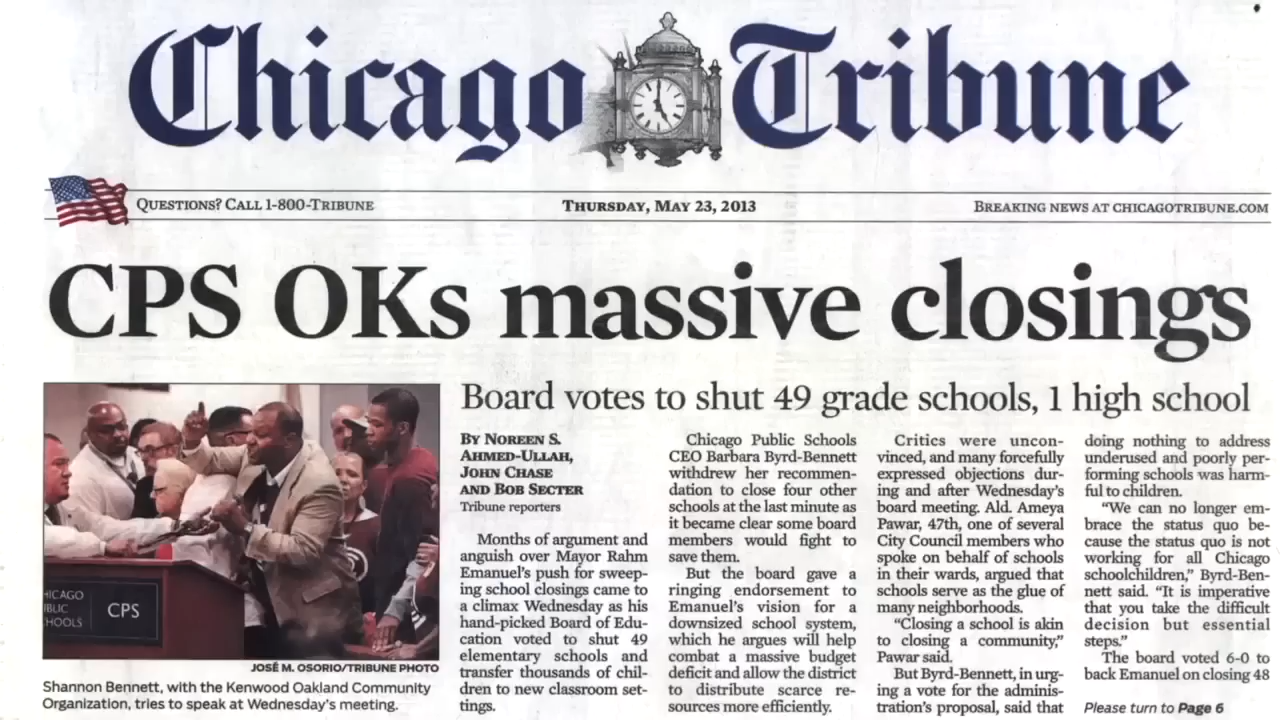 Chicago Tribune
QUESTIONS? CALL 1-800-TRIBUNE
THURSDAY, MAY 23, 2013
BREAKING NEWS AT CHICAGOTRIBUNE.COM
CPS OKs massive closings
Board votes to shut 49 grade schools, 1 high school
HICAGO
UBLIC
CHOOLS
CPS
JOSÉ M. OSORIO/TRIBUNE PHOTO
Shannon Bennett, with the Kenwood Oakland Community
Organization, tries to speak at Wednesday's meeting.
BY NOREEN S.
AHMED-ULLAH,
JOHN CHASE
AND BOB SECTER
Tribune reporters
Months of argument and
anguish over Mayor Rahm
Emanuel's push for sweep-
ing school closings came to
a climax Wednesday as his
hand-picked Board of Edu-
cation voted to shut 49
elementary schools and
transfer thousands of chil-
dren to new classroom set-
tings.
Chicago Public Schools
CEO Barbara Byrd-Bennett
withdrew her recommen-
dation to close four other
schools at the last minute as
it became clear some board
members would fight to
save them.
But the board gave a
ringing endorsement to
Emanuel's vision for a
downsized school system,
which he argues will help
combat a massive budget
deficit and allow the district
to distribute scarce re-
sources more efficiently.
Critics were uncon-
vinced, and many forcefully
expressed objections dur-
ing and after Wednesday's
board meeting. Ald. Ameya
Pawar, 47th, one of several
City Council members who
spoke on behalf of schools
in their wards, argued that
schools serve as the glue of
many neighborhoods.
"Closing a school is akin
to closing a community,"
Pawar said.
But Byrd-Bennett, in urg-
ing a vote for the adminis-
tration's proposal, said that
doing nothing to address
underused and poorly per-
forming schools was harm-
ful to children.
"We can no longer em-
brace the status quo be-
cause the status quo is not
working for all Chicago
schoolchildren," Byrd-Ben-
nett said. "It is imperative
that you take the difficult
decision but essential
steps."
The board voted 6-0 to
back Emanuel on closing 48
Please turn to Page 6